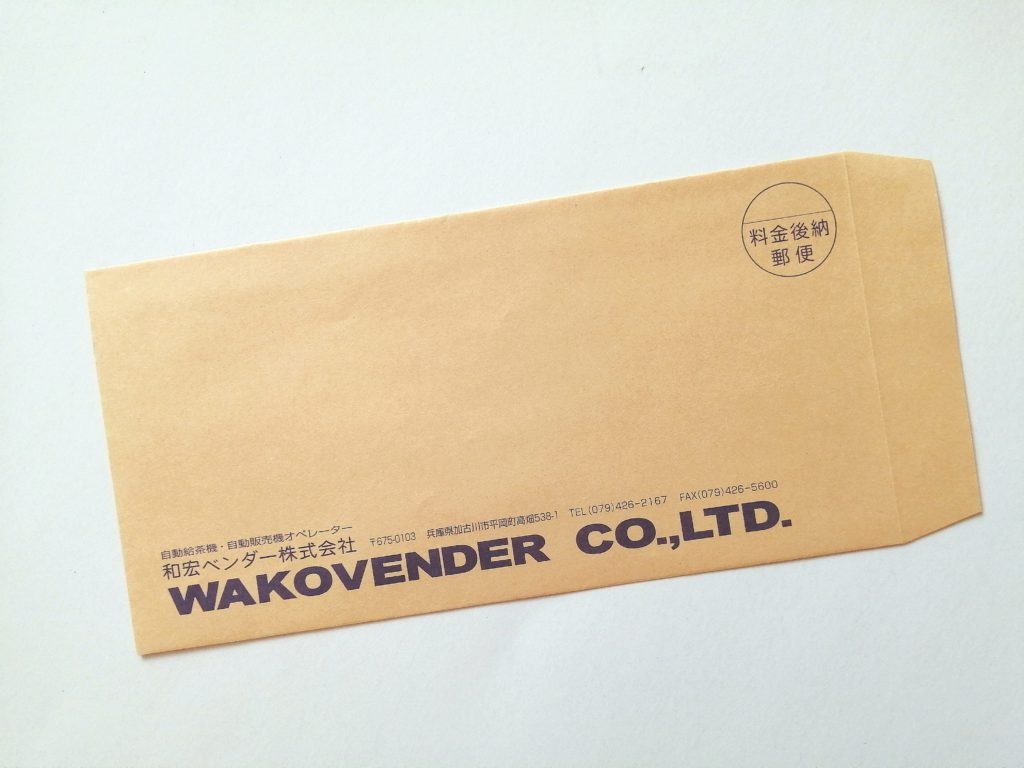 料金後納
郵便
自動給茶機・自動販売機オペレーター
和宏ベンダー株式会社 〒675-0103 兵庫県加古川市平岡町高畑538-1 TEL(079)426-2167 FAX(079)426-5600
WAKOVENDER CO.,LTD.